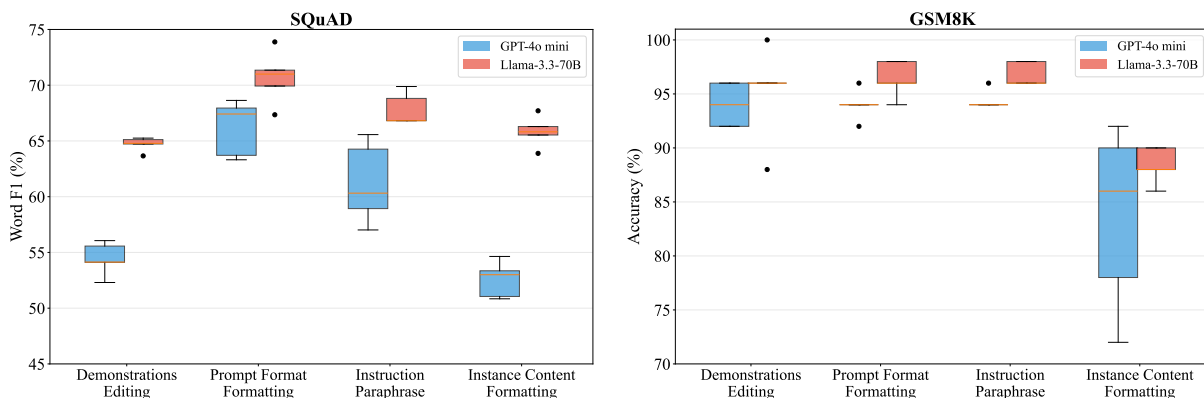 SQuAD
75
70
65
60
55
50
45
Word F1 (%)
GPT-4o mini
Llama-3.3-70B
Demonstrations
Editing
Prompt Format
Formatting
Instruction
Paraphrase
Instance Content
Formatting
GSM8K
100
95
90
85
80
75
70
Accuracy (%)
GPT-4o mini
Llama-3.3-70B
Demonstrations
Editing
Prompt Format
Formatting
Instruction
Paraphrase
Instance Content
Formatting